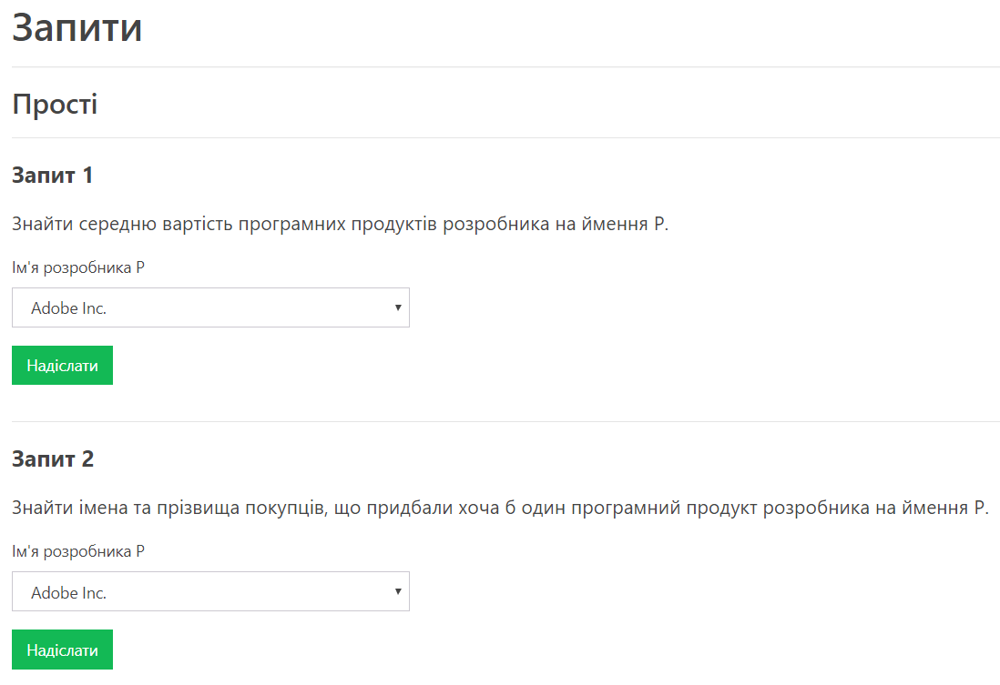 Запити
Прості
Запит 1
Знайти середню вартість програмних продуктів розробника на ймення Р.
Ім'я розробника Р
Adobe Inc.
Надіслати
Запит 2
Знайти імена та прізвища покупців, що придбали хоча б один програмний продукт розробника на ймення Р.
Ім'я розробника Р
Adobe Inc.
Надіслати